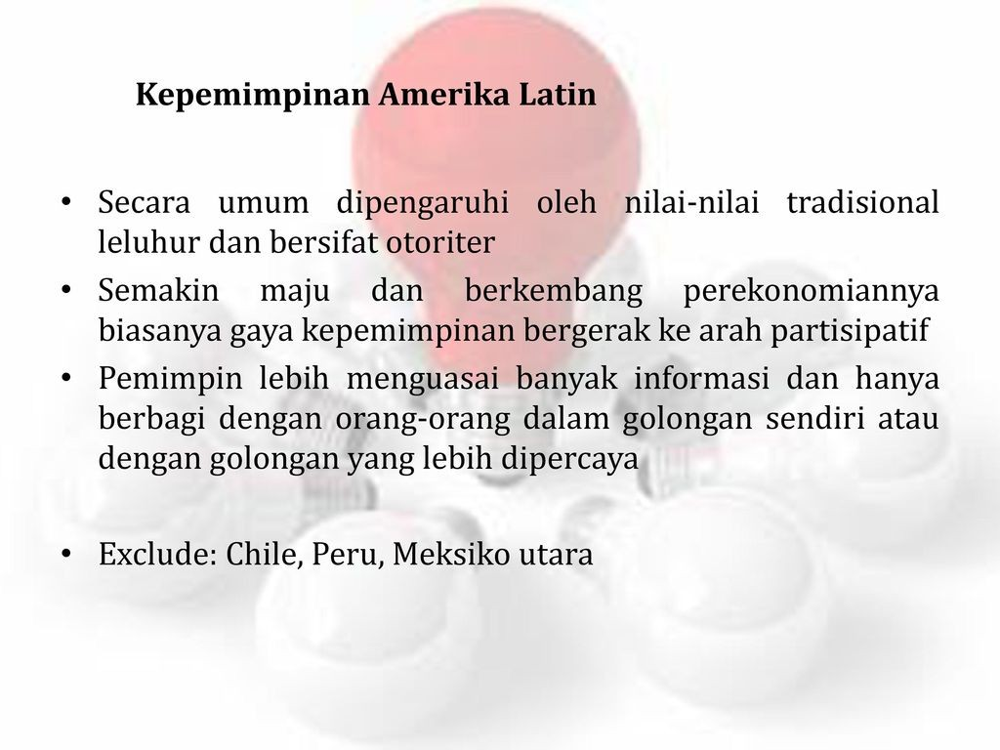 Kepemimpinan Amerika Latin
• Secara umum dipengaruhi oleh nilai-nilai tradisional
leluhur dan bersifat otoriter
• Semakin maju dan berkembang perekonomiannya
biasanya gaya kepemimpinan bergerak ke arah partisipatif
• Pemimpin lebih menguasai banyak informasi dan hanya
berbagi dengan orang-orang dalam golongan sendiri atau
dengan golongan yang lebih dipercaya
• Exclude: Chile, Peru, Meksiko utara